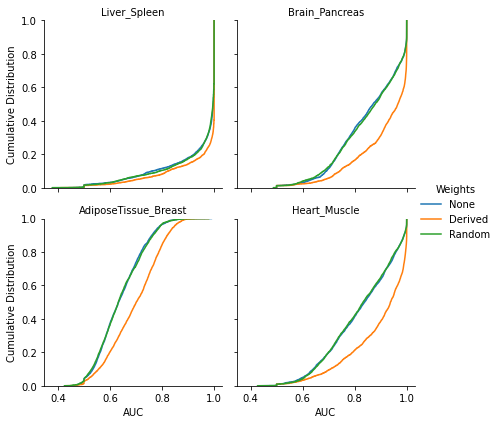 Liver_Spleen
Brain_Pancreas
Cumulative Distribution
1.0
0.8
0.6
0.4
0.2
0.0
Weights
None
Derived
Random
AdiposeTissue_Breast
Heart_Muscle
Cumulative Distribution
1.0
0.8
0.6
0.4
0.2
0.0
0.4 0.6 0.8 1.0
0.4 0.6 0.8 1.0
AUC
AUC